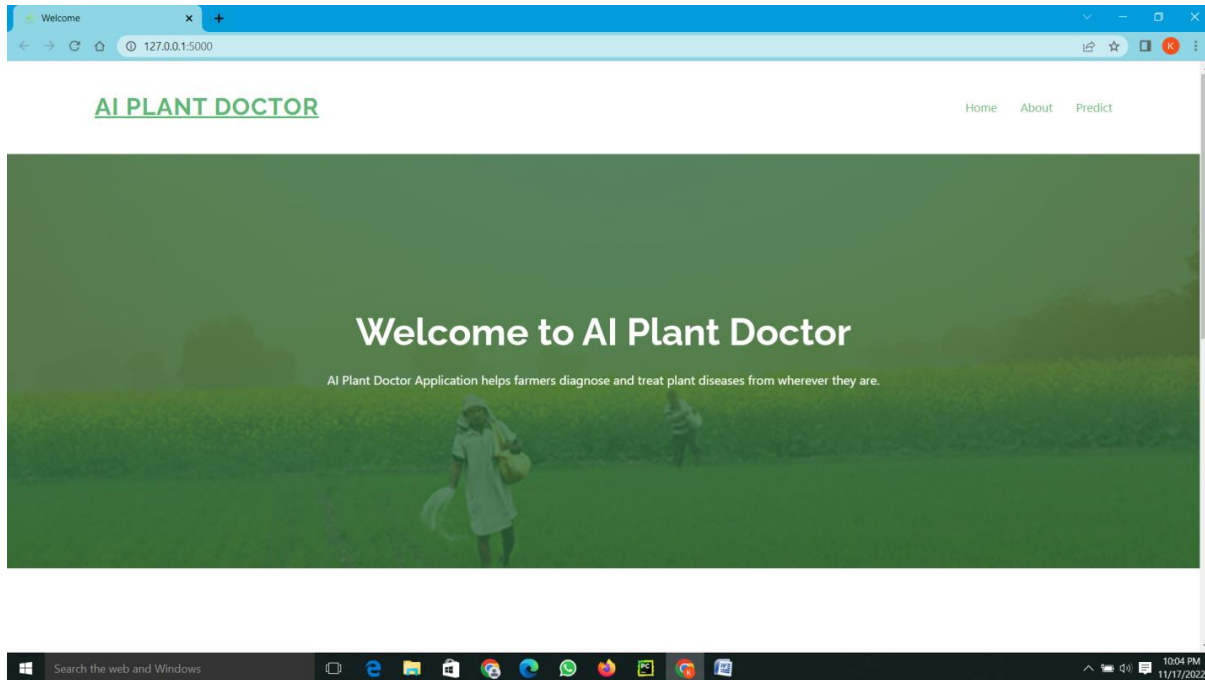 Welcome
127.0.0.1:5000
K
AI PLANT DOCTOR
Home About Predict
Welcome to AI Plant Doctor
AI Plant Doctor Application helps farmers diagnose and treat plant diseases from wherever they are.
Search the web and Windows
PC
10:04 PM
11/17/2022